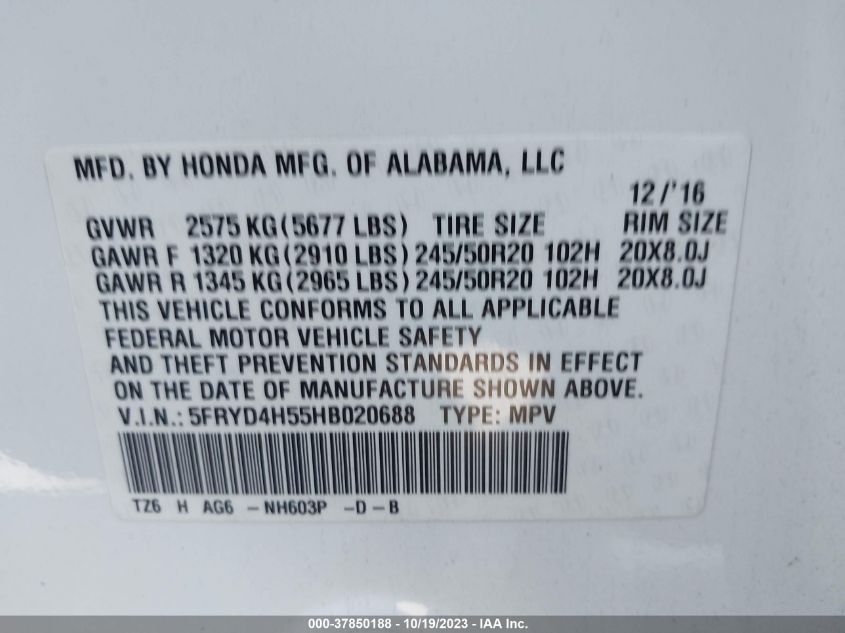 MFD. BY HONDA MFG. OF ALABAMA, LLC
12/'16
GVWR 2575 KG(5677 LBS) TIRE SIZE RIM SIZE
GAWR F 1320 KG(2910 LBS) 245/50R20 102H 20X8.0J
GAWR R 1345 KG(2965 LBS) 245/50R20 102H 20X8.0J
THIS VEHICLE CONFORMS TO ALL APPLICABLE
FEDERAL MOTOR VEHICLE SAFETY
AND THEFT PREVENTION STANDARDS IN EFFECT
ON THE DATE OF MANUFACTURE SHOWN ABOVE.
V.I.N.: 5FRYD4H55HB020688 TYPE: MPV
TZ6 H AG6 -NH603P -D-B
000-37850188 - 10/19/2023 - IAAI.com